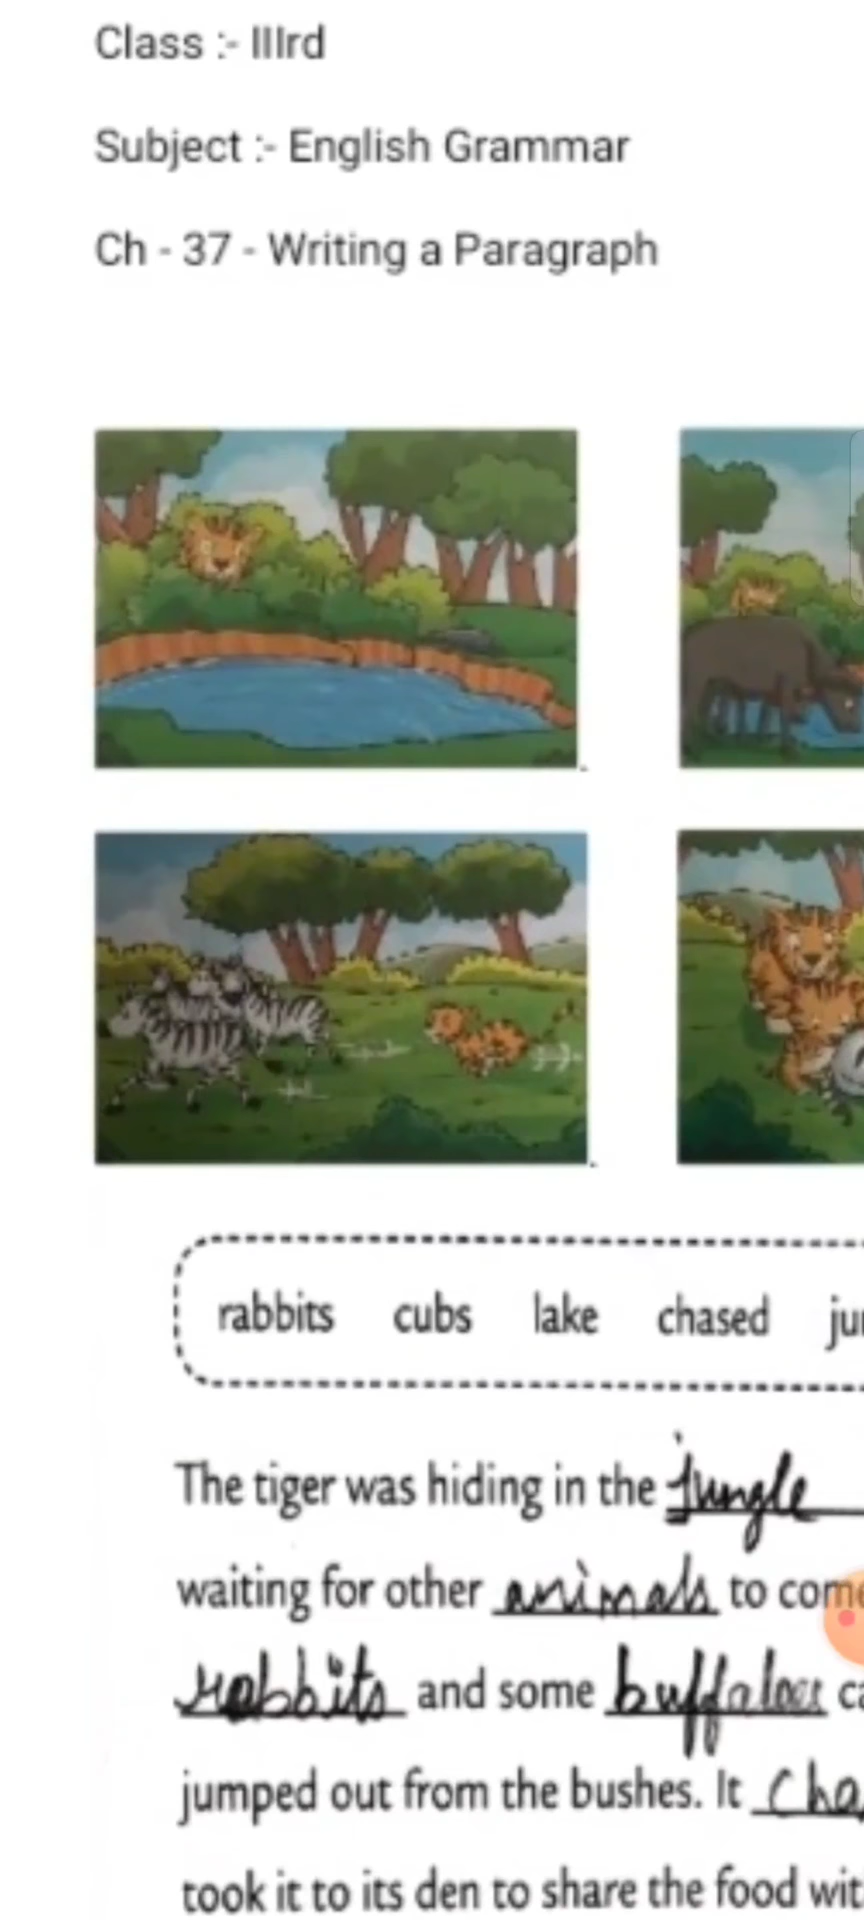 Class :- IIIrd
Subject :- English Grammar
Ch - 37 - Writing a Paragraph
rabbits cubs lake chased
The tiger was hiding in the jungle
waiting for other animals to come
rabbits and some buffaloes
jumped out from the bushes. It
took it to its den to share the food